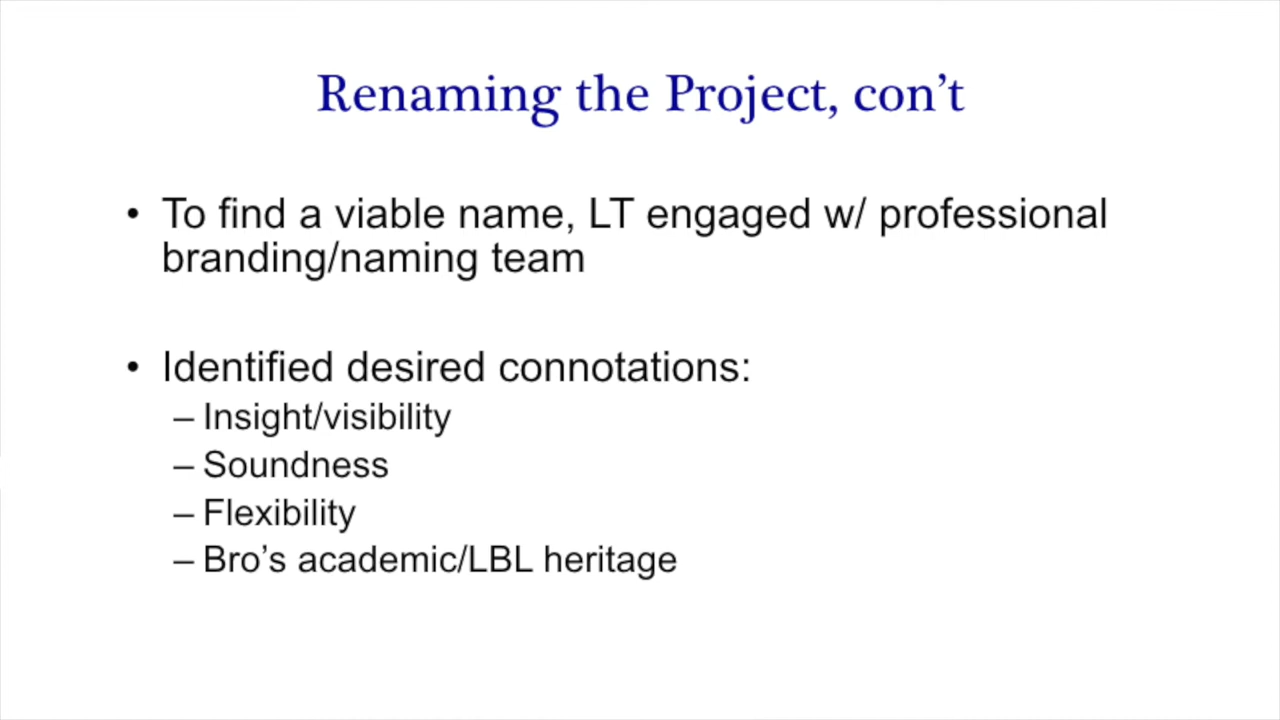 Renaming the Project, con’t
• To find a viable name, LT engaged w/ professional
branding/naming team
• Identified desired connotations:
– Insight/visibility
– Soundness
– Flexibility
– Bro’s academic/LBL heritage